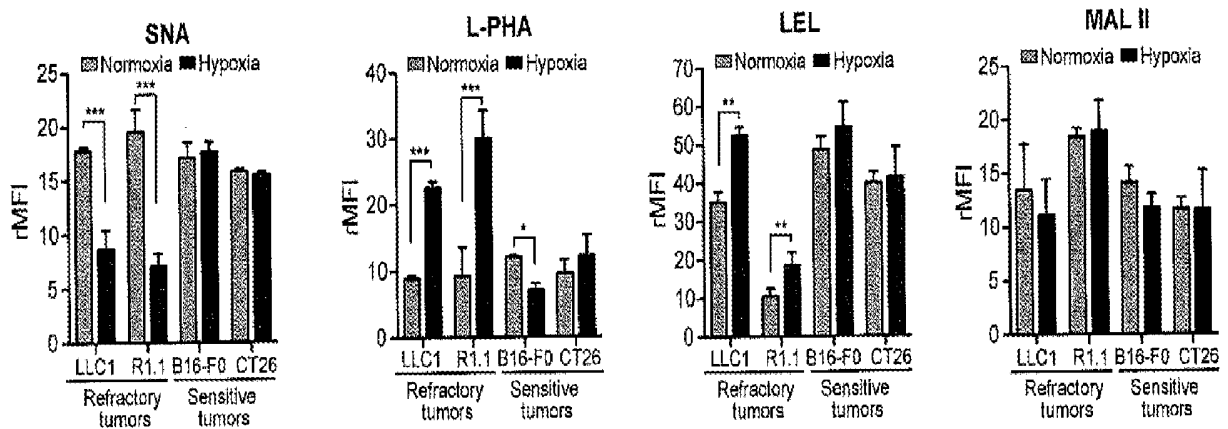 SNA
Normoxia Hypoxia
25
20
15
10
5
0
rMFI
***
***
LLC1 R1.1 B16-F0 CT26
Refractory tumors
Sensitive tumors
L-PHA
Normoxia Hypoxia
40
30
20
10
0
rMFI
***
***
*
LLC1 R1.1 B16-F0 CT26
Refractory tumors
Sensitive tumors
LEL
Normoxia Hypoxia
70
60
50
40
30
20
10
0
rMFI
**
**
LLC1 R1.1 B16-F0 CT26
Refractory tumors
Sensitive tumors
MAL II
Normoxia Hypoxia
25
20
15
10
5
0
rMFI
LLC1 R1.1 B16-F0 CT26
Refractory tumors
Sensitive tumors